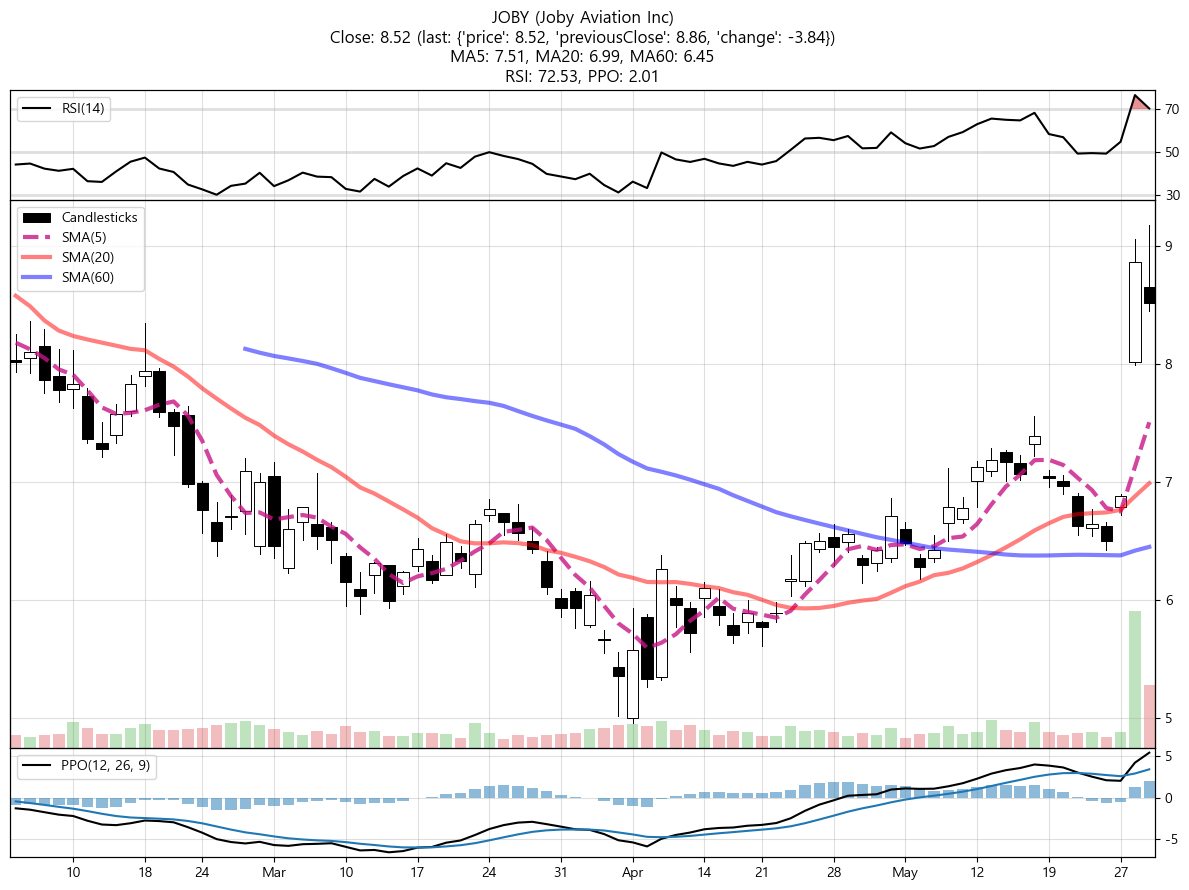 JOBY (Joby Aviation Inc)
Close: 8.52 (last: {'price': 8.52, 'previousClose': 8.86, 'change': -3.84})
MA5: 7.51, MA20: 6.99, MA60: 6.45
RSI: 72.53, PPO: 2.01
RSI(14)
70
50
30
Candlesticks
SMA(5)
SMA(20)
SMA(60)
9
8
7
6
5
PPO(12, 26, 9)
5
0
-5
10 18 24 Mar 10 17 24 31 Apr 14 21 28 May 12 19 27